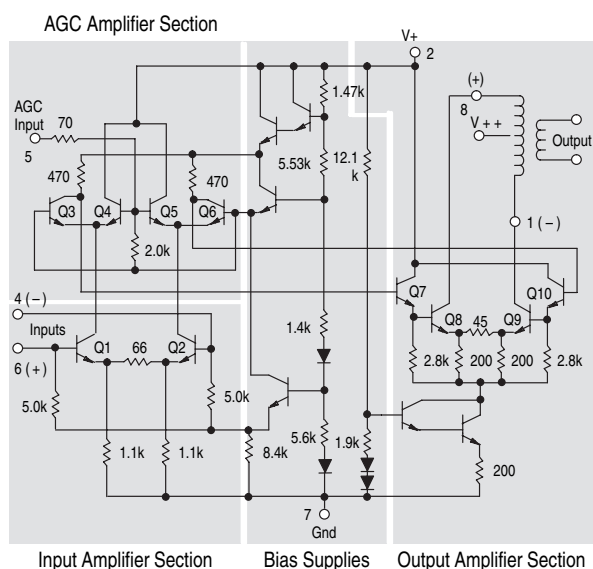 AGC Amplifier Section
V+
2
(+)
8
V++
Output
AGC
Input
5
70
1.47k
5.53k
12.1
k
470
470
Q3
Q4
Q5
Q6
2.0k
1 (–)
Q7
Q10
Q8
45
Q9
2.8k
200
200
2.8k
4 (–)
Inputs
6 (+)
Q1
66
Q2
1.4k
5.0k
5.0k
1.1k
1.1k
8.4k
5.6k
1.9k
200
7
Gnd
Input Amplifier Section
Bias Supplies
Output Amplifier Section